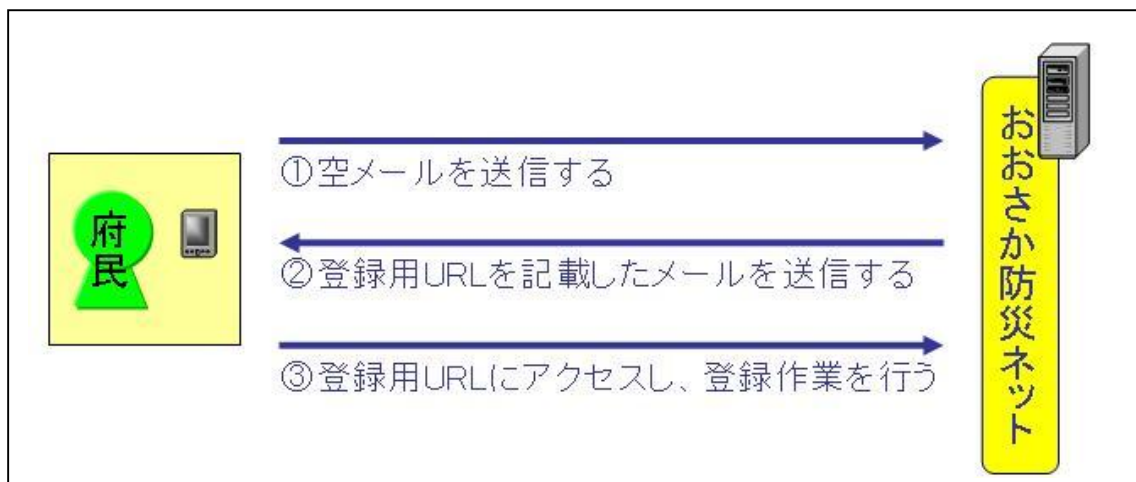 府民
①空メールを送信する
②登録用URLを記載したメールを送信する
③登録用URLにアクセスし、登録作業を行う
おおさか防災ネット